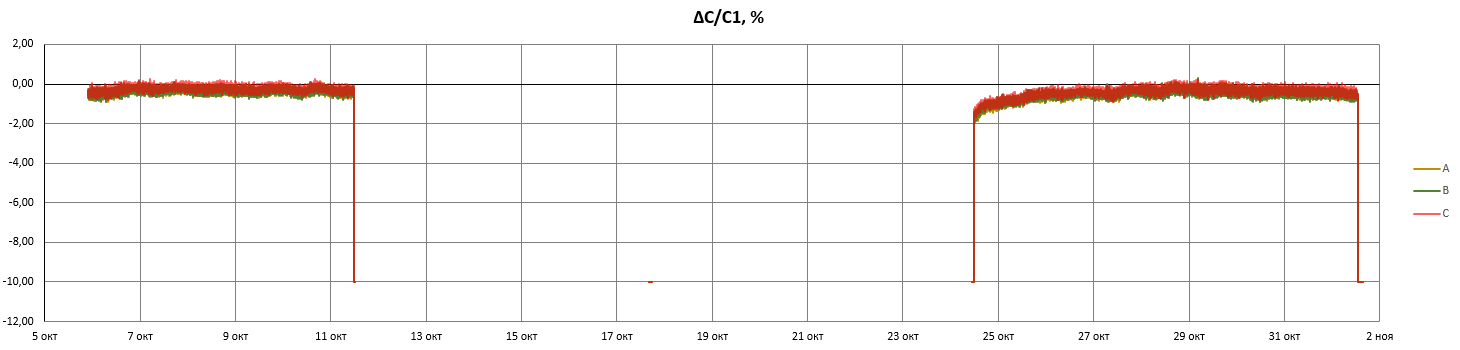 ΔC/C1, %
2,00
0,00
-2,00
-4,00
-6,00
-8,00
-10,00
-12,00
5 окт 7 окт 9 окт 11 окт 13 окт 15 окт 17 окт 19 окт 21 окт 23 окт 25 окт 27 окт 29 окт 31 окт 2 ноя
A
B
C